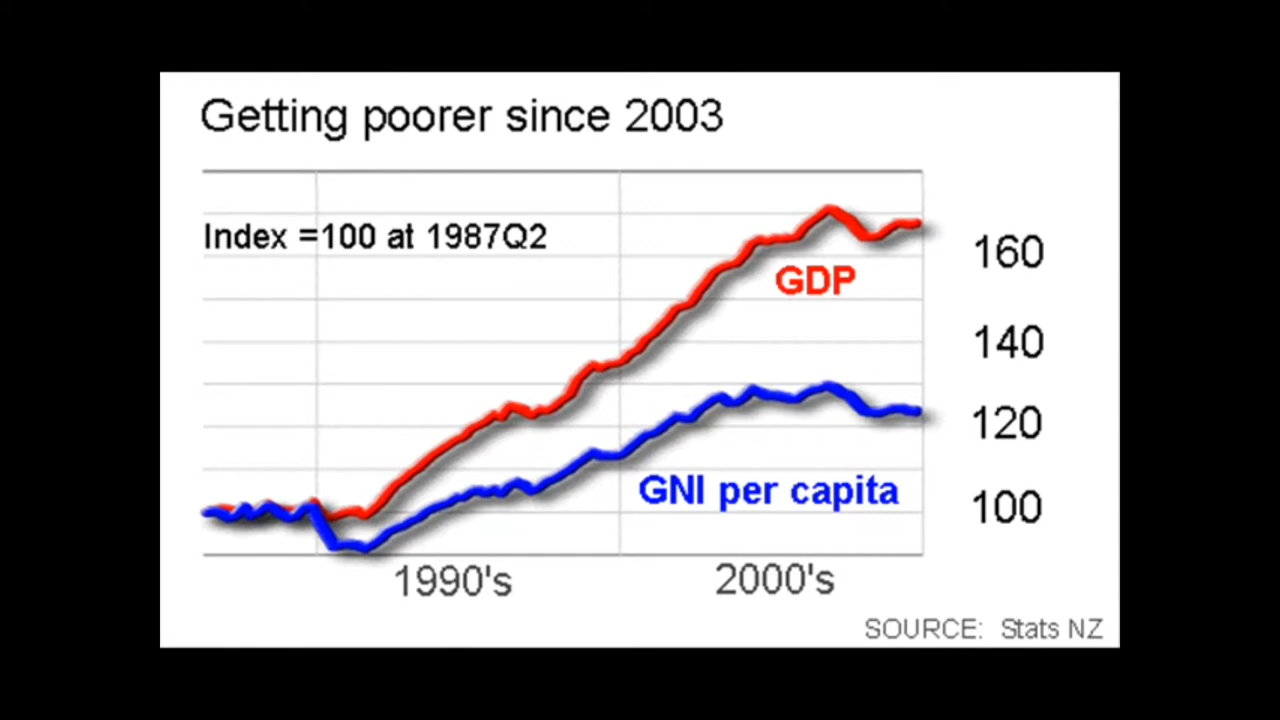 Getting poorer since 2003
Index =100 at 1987Q2
160
GDP
140
120
GNI per capita
100
1990's 2000's
SOURCE: Stats NZ